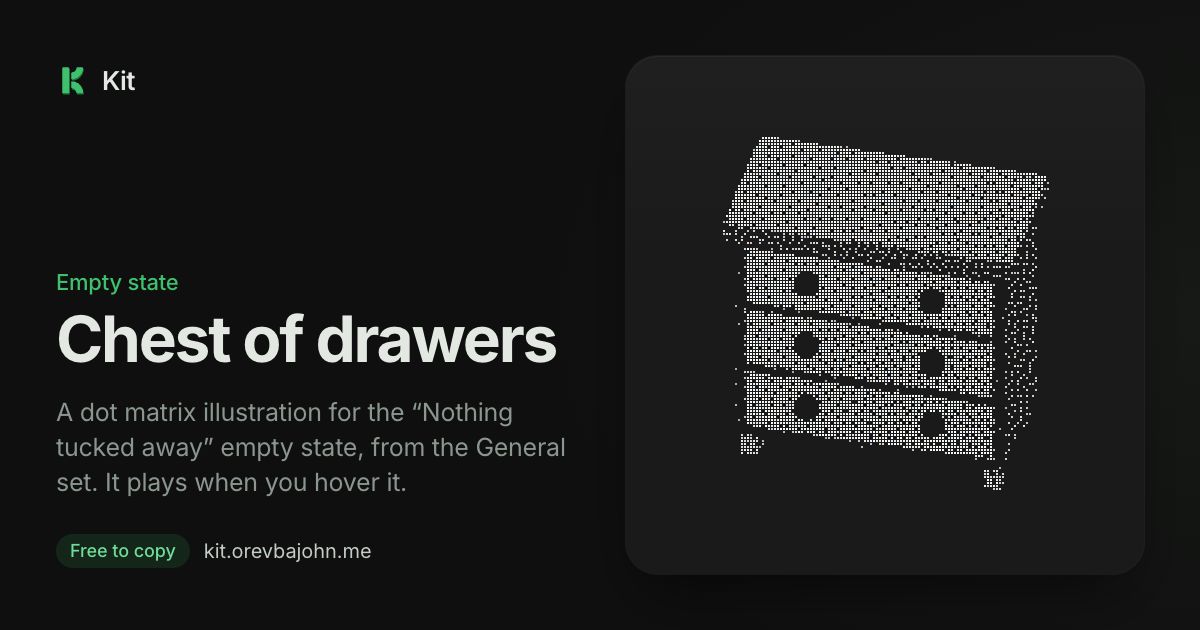 Kit
Empty state
Chest of drawers
A dot matrix illustration for the “Nothing
tucked away” empty state, from the General
set. It plays when you hover it.
Free to copy
kit.orevbajohn.me